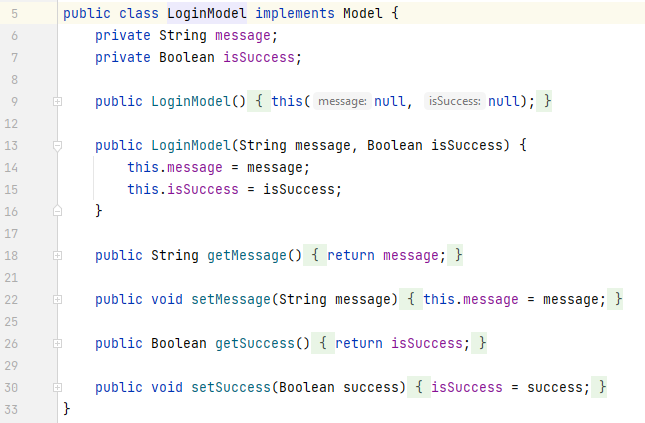 5 public class LoginModel implements Model {
6 private String message;
7 private Boolean isSuccess;
8
9 public LoginModel() { this( message: null, isSuccess: null); }
12
13 public LoginModel(String message, Boolean isSuccess) {
14 this.message = message;
15 this.isSuccess = isSuccess;
16 }
17
18 public String getMessage() { return message; }
21
22 public void setMessage(String message) { this.message = message; }
25
26 public Boolean getSuccess() { return isSuccess; }
29
30 public void setSuccess(Boolean success) { isSuccess = success; }
33 }